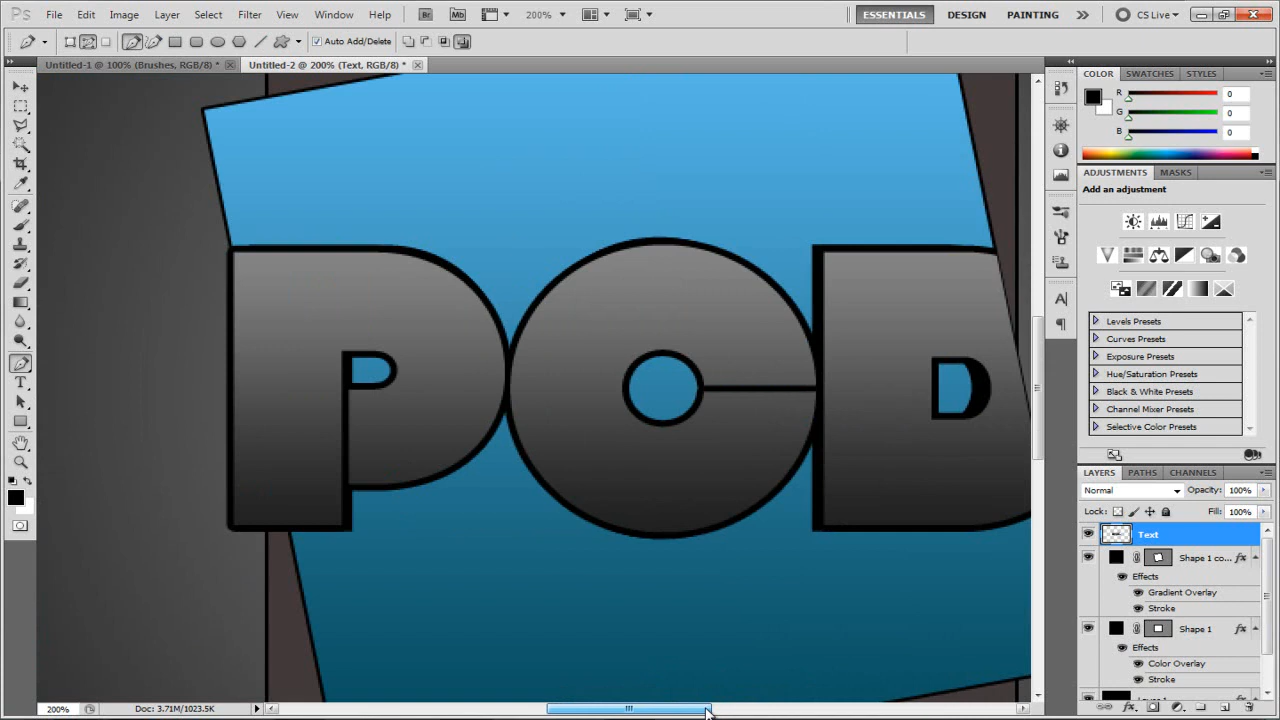 Ps File Edit Image Layer Select Filter View Window Help Br Mb 200% ESSENTIALS DESIGN PAINTING CS Live
Auto Add/Delete
Untitled-1 @ 100% (Brushes, RGB/8) * Untitled-2 @ 200% (Text, RGB/8) *
COLOR SWATCHES STYLES
R 0
G 0
B 0
ADJUSTMENTS MASKS
Add an adjustment
Levels Presets
Curves Presets
Exposure Presets
Hue/Saturation Presets
Black & White Presets
Channel Mixer Presets
Selective Color Presets
POD
LAYERS PATHS CHANNELS
Normal Opacity: 100%
Lock: Fill: 100%
Text
Shape 1 co... fx
Effects
Gradient Overlay
Stroke
Shape 1 fx
Effects
Color Overlay
Stroke
200% Doc: 3.71M/1023.5K